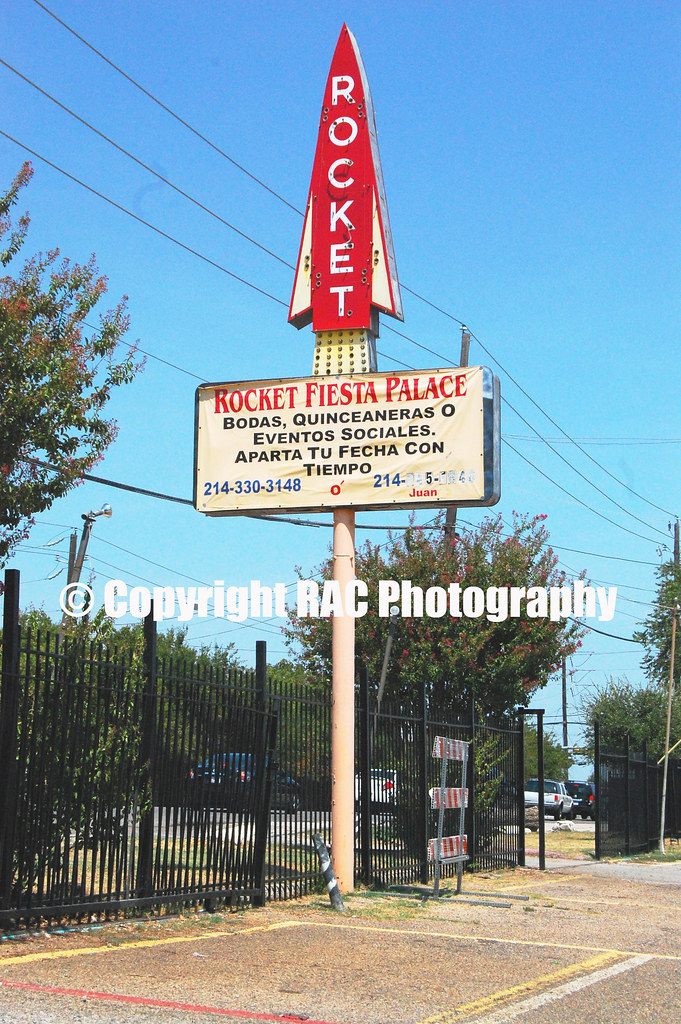 ROCKET
ROCKET FIESTA PALACE
BODAS, QUINCEANERAS O
EVENTOS SOCIALES.
APARTA TU FECHA CON
TIEMPO
214-330-3148 O'
Juan
© Copyright RAC Photography